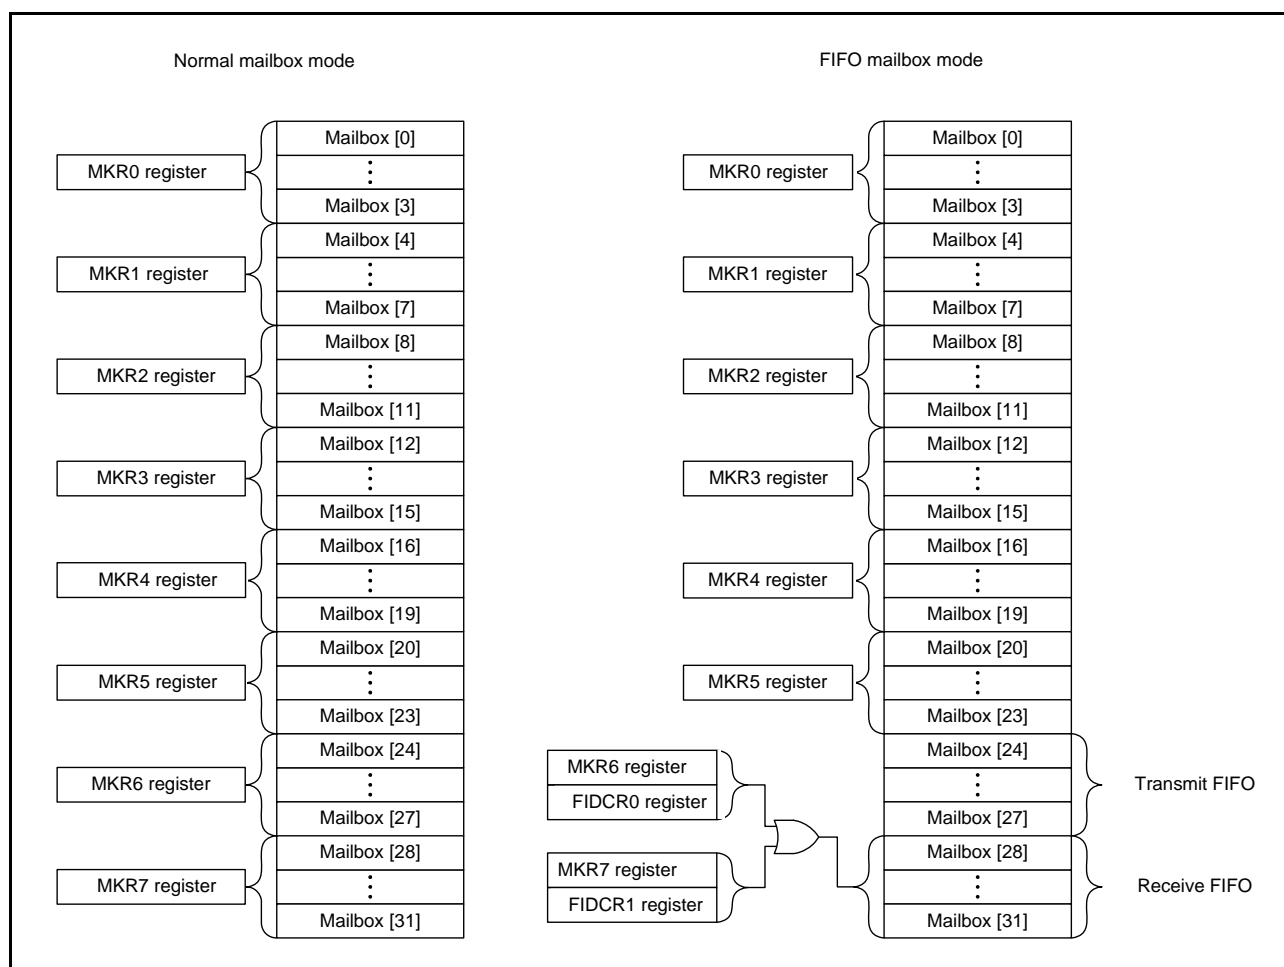 Normal mailbox mode
MKR0 register
Mailbox [0]
Mailbox [3]
MKR1 register
Mailbox [4]
Mailbox [7]
MKR2 register
Mailbox [8]
Mailbox [11]
MKR3 register
Mailbox [12]
Mailbox [15]
MKR4 register
Mailbox [16]
Mailbox [19]
MKR5 register
Mailbox [20]
Mailbox [23]
MKR6 register
Mailbox [24]
Mailbox [27]
MKR7 register
Mailbox [28]
Mailbox [31]
FIFO mailbox mode
MKR0 register
Mailbox [0]
Mailbox [3]
MKR1 register
Mailbox [4]
Mailbox [7]
MKR2 register
Mailbox [8]
Mailbox [11]
MKR3 register
Mailbox [12]
Mailbox [15]
MKR4 register
Mailbox [16]
Mailbox [19]
MKR5 register
Mailbox [20]
Mailbox [23]
MKR6 register
FIDCR0 register
Mailbox [24]
Mailbox [27]
Transmit FIFO
MKR7 register
FIDCR1 register
Mailbox [28]
Mailbox [31]
Receive FIFO